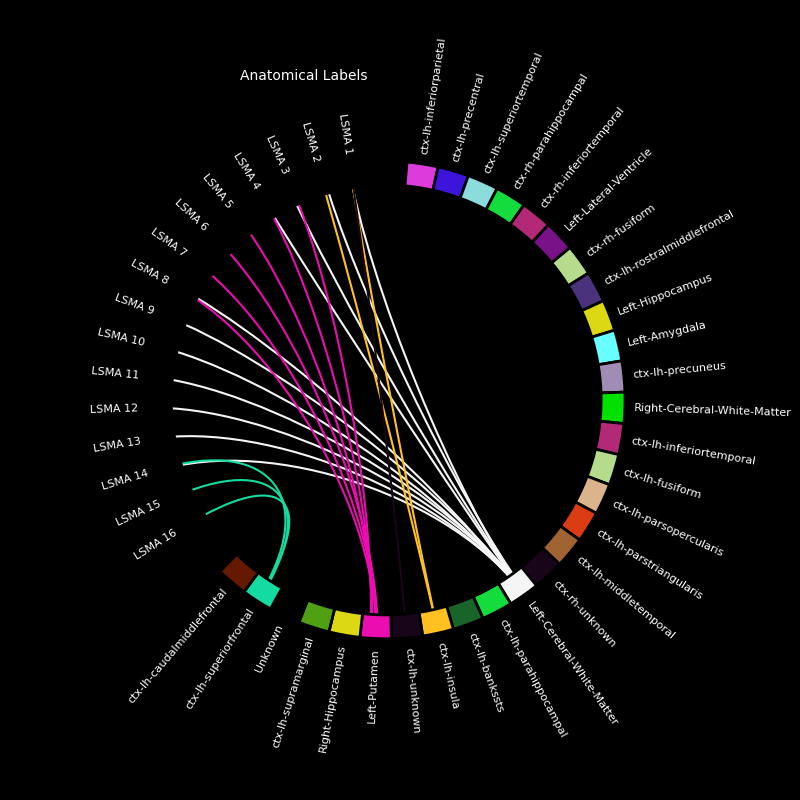 Anatomical Labels
ctx-lh-inferiorparietal
ctx-lh-precentral
ctx-lh-superiortemporal
ctx-rh-parahippocampal
ctx-rh-inferiortemporal
Left-Lateral-Ventricle
ctx-rh-fusiform
ctx-lh-rostralmiddlefrontal
Left-Hippocampus
Left-Amygdala
ctx-lh-precuneus
Right-Cerebral-White-Matter
ctx-lh-inferiortemporal
ctx-lh-fusiform
ctx-lh-parsopercularis
ctx-lh-parstriangularis
ctx-lh-middletemporal
ctx-rh-unknown
Left-Cerebral-White-Matter
ctx-lh-parahippocampal
ctx-lh-bankssts
ctx-lh-insula
ctx-lh-unknown
Left-Putamen
Right-Hippocampus
ctx-lh-supramarginal
Unknown
ctx-lh-superiorfrontal
ctx-lh-caudalmiddlefrontal
LSMA 16
LSMA 15
LSMA 14
LSMA 13
LSMA 12
LSMA 11
LSMA 10
LSMA 9
LSMA 8
LSMA 7
LSMA 6
LSMA 5
LSMA 4
LSMA 3
LSMA 2
LSMA 1